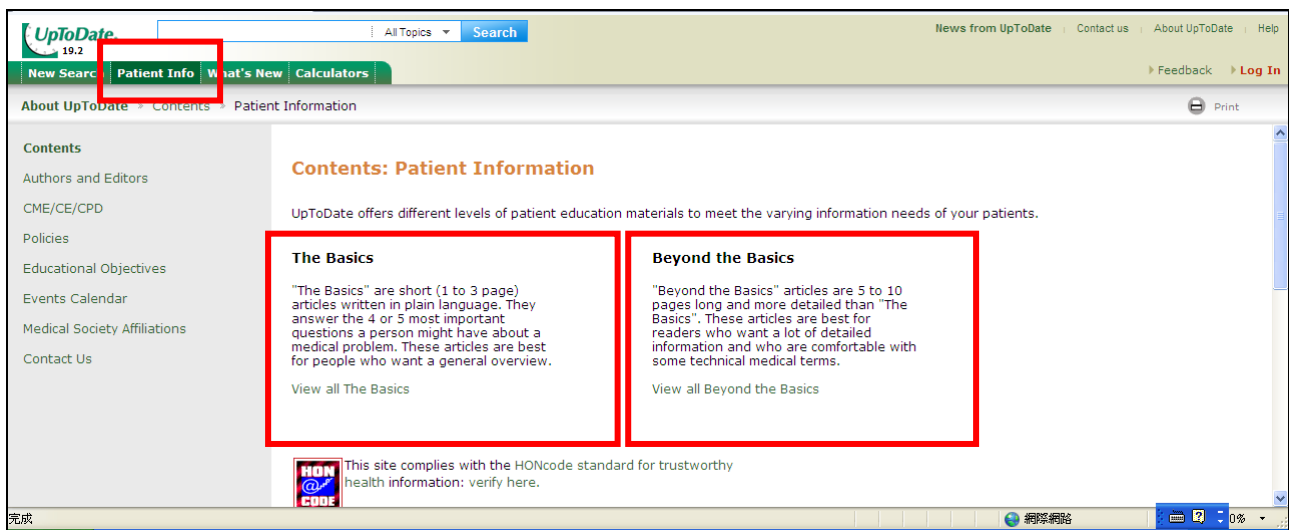 UpToDate®
19.2
All Topics
Search
News from UpToDate
Contact us
About UpToDate
Help
New Search
Patient Info
What's New
Calculators
Feedback
Log In
About UpToDate
Contents
Patient Information
Print
Contents
Authors and Editors
CME/CE/CPD
Policies
Educational Objectives
Events Calendar
Medical Society Affiliations
Contact Us
Contents: Patient Information
UpToDate offers different levels of patient education materials to meet the varying information needs of your patients.
The Basics
"The Basics" are short (1 to 3 page)
articles written in plain language. They
answer the 4 or 5 most important
questions a person might have about a
medical problem. These articles are best
for people who want a general overview.
View all The Basics
Beyond the Basics
"Beyond the Basics" articles are 5 to 10
pages long and more detailed than "The
Basics". These articles are best for
readers who want a lot of detailed
information and who are comfortable with
some technical medical terms.
View all Beyond the Basics
HON
@
CODE
This site complies with the HONcode standard for trustworthy
health information: verify here.
完成
網際網路
0%